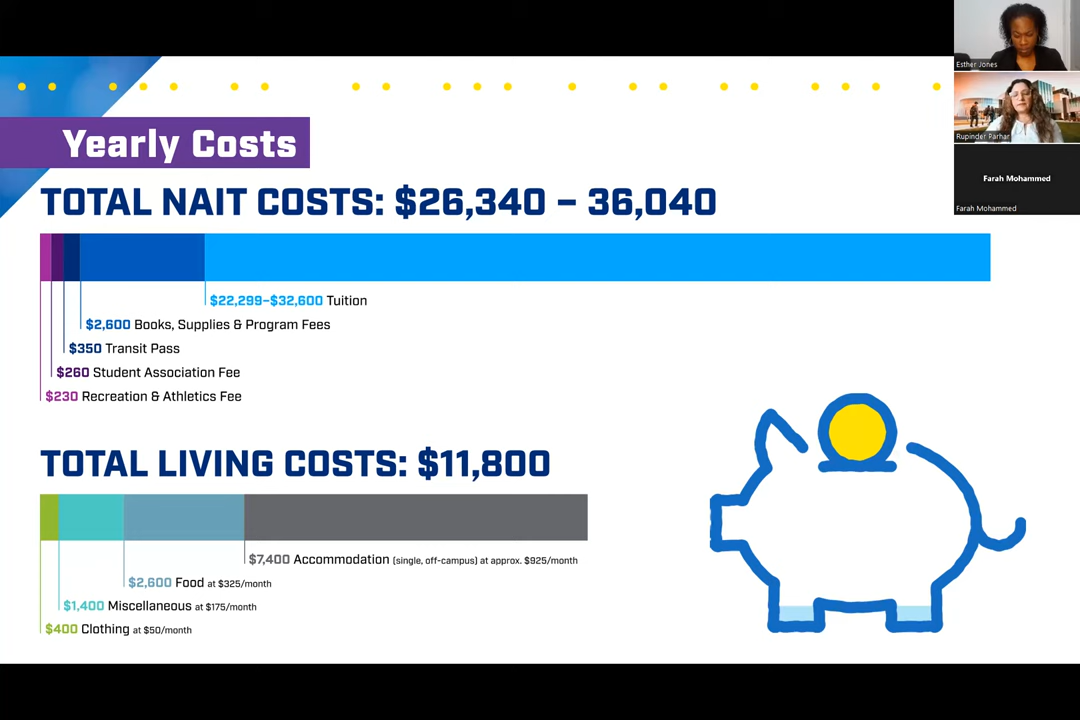 Yearly Costs
TOTAL NAIT COSTS: $26,340 – 36,040
$22,299–$32,600 Tuition
$2,600 Books, Supplies & Program Fees
$350 Transit Pass
$260 Student Association Fee
$230 Recreation & Athletics Fee
TOTAL LIVING COSTS: $11,800
$7,400 Accommodation (single, off-campus) at approx. $925/month
$2,600 Food at $325/month
$1,400 Miscellaneous at $175/month
$400 Clothing at $50/month
Esther Jones
Rupinder Parhar
Farah Mohammed
Farah Mohammed